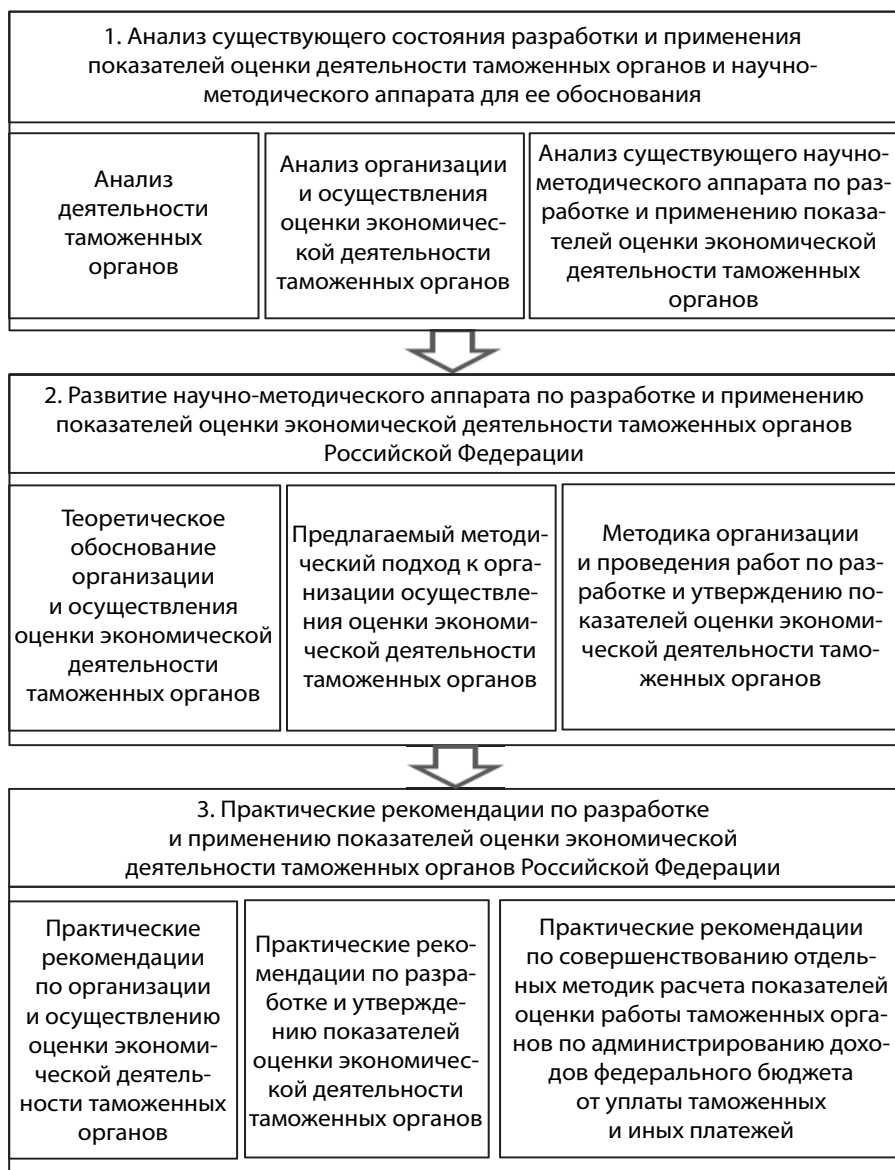 1. Анализ существующего состояния разработки и применения
показателей оценки деятельности таможенных органов и научно-
методического аппарата для ее обоснования
Анализ
деятельности
таможенных
органов
Анализ организации
и осуществления
оценки экономичес-
кой деятельности
таможенных органов
Анализ существующего научно-
методического аппарата по раз-
работке и применению показа-
телей оценки экономической
деятельности таможенных
органов
2. Развитие научно-методического аппарата по разработке и применению
показателей оценки экономической деятельности таможенных органов
Российской Федерации
Теоретическое
обоснование
организации
и осуществления
оценки экономической
деятельности
таможенных органов
Предлагаемый методи-
ческий подход к орга-
низации осуществле-
ния оценки экономи-
ческой деятельности
таможенных органов
Методика организации
и проведения работ по раз-
работке и утверждению по-
казателей оценки экономи-
ческой деятельности тамо-
женных органов
3. Практические рекомендации по разработке
и применению показателей оценки экономической
деятельности таможенных органов Российской Федерации
Практические
рекомендации
по организации
и осуществлению
оценки экономи-
ческой деятель-
ности таможенных
органов
Практические реко-
мендации по разра-
ботке и утвержде-
нию показателей
оценки экономичес-
кой деятельности
таможенных органов
Практические рекомендации
по совершенствованию отдель-
ных методик расчета показателей
оценки работы таможенных орга-
нов по администрированию дохо-
дов федерального бюджета
от уплаты таможенных
и иных платежей